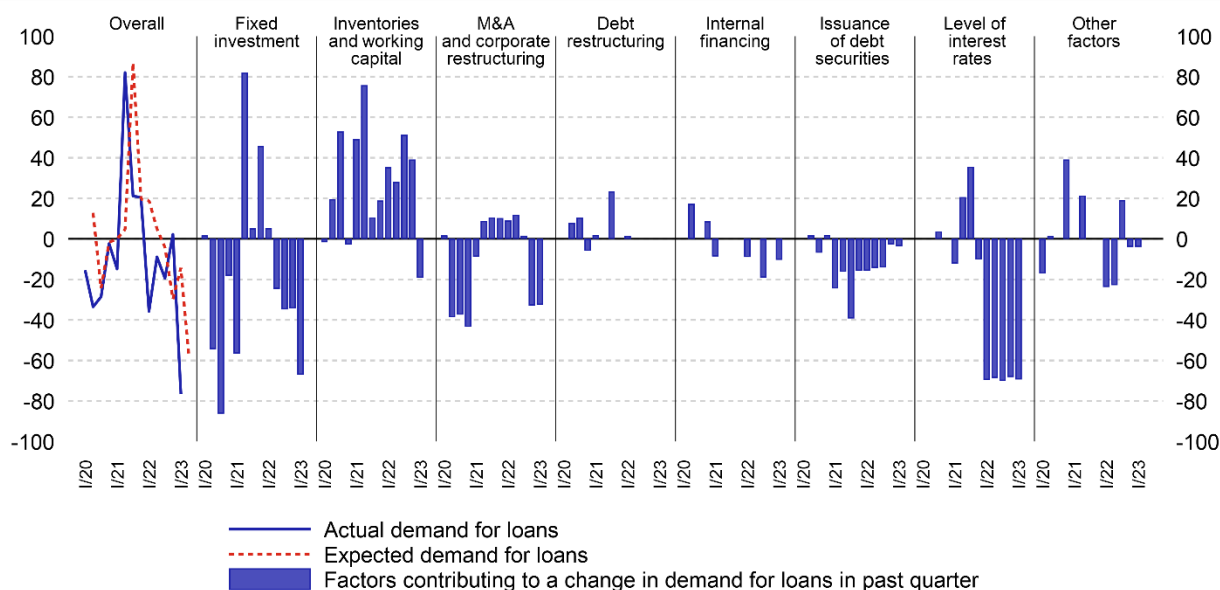 Overall
Fixed
investment
Inventories
and working
capital
M&A
and corporate
restructuring
Debt
restructuring
Internal
financing
Issuance
of debt
securities
Level of
interest
rates
Other
factors
100
80
60
40
20
0
-20
-40
-60
-80
-100
100
80
60
40
20
0
-20
-40
-60
-80
-100
I/20
I/21
I/22
I/23
I/20
I/21
I/22
I/23
I/20
I/21
I/22
I/23
I/20
I/21
I/22
I/23
I/20
I/21
I/22
I/23
I/20
I/21
I/22
I/23
I/20
I/21
I/22
I/23
I/20
I/21
I/22
I/23
I/20
I/21
I/22
I/23
Actual demand for loans
Expected demand for loans
Factors contributing to a change in demand for loans in past quarter